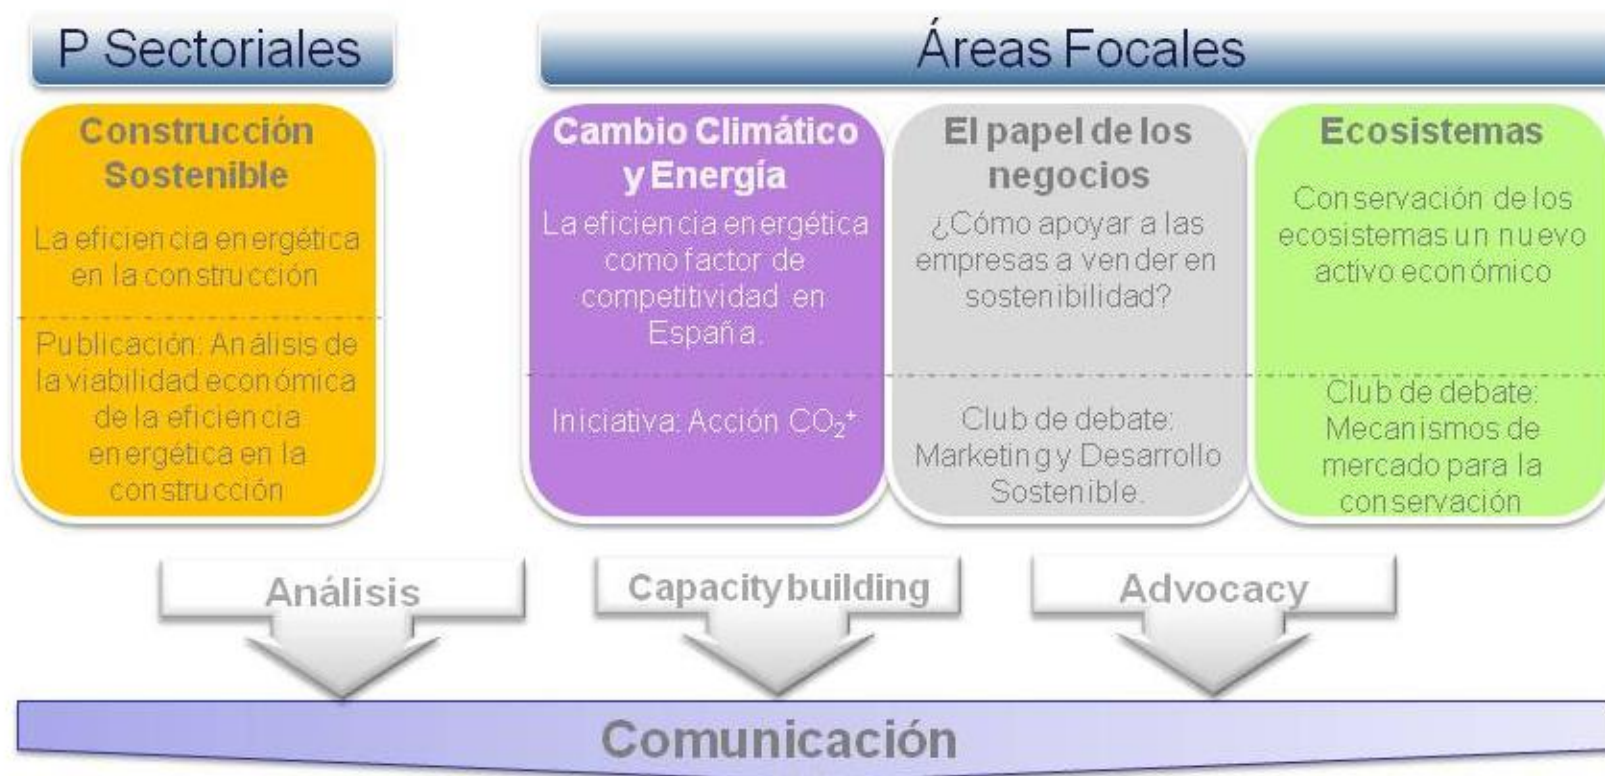 P Sectoriales
Áreas Focales
Construcción
Sostenible
La eficiencia energética
en la construcción
Publicación: Análisis de
la viabilidad económica
de la eficiencia
energética en la
construcción
Cambio Climático
y Energía
La eficiencia energética
como factor de
competitividad en
España.
Iniciativa: Acción CO₂⁺
El papel de los
negocios
¿Cómo apoyar a las
empresas a vender en
sostenibilidad?
Club de debate:
Marketing y Desarrollo
Sostenible.
Ecosistemas
Conservación de los
ecosistemas un nuevo
activo económico
Club de debate:
Mecanismos de
mercado para la
conservación
Análisis
Capacity building
Advocacy
Comunicación